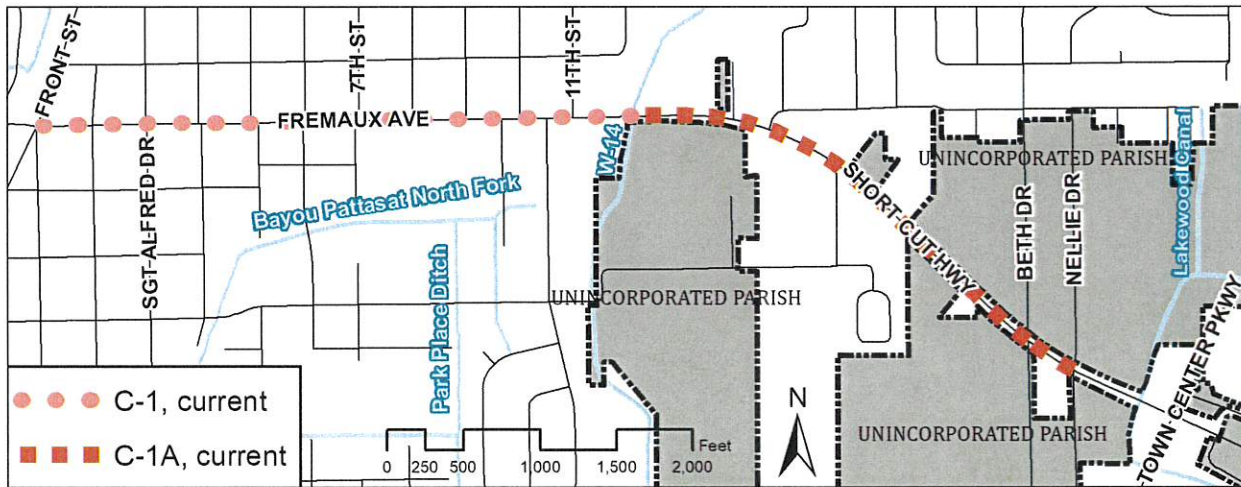 FRONT ST
7TH ST
11TH ST
FREMAUX AVE
W-14
UNINCORPORATED PARISH
SHORT CUT HWY
SGT ALFRED DR
Bayou Pattasat North Fork
Park Place Ditch
UNINCORPORATED PARISH
BETH DR
NELLIE DR
Lakewood Canal
TOWN CENTER PKWY
UNINCORPORATED PARISH
C-1, current
C-1A, current
Feet
0 250 500 1,000 1,500 2,000
N